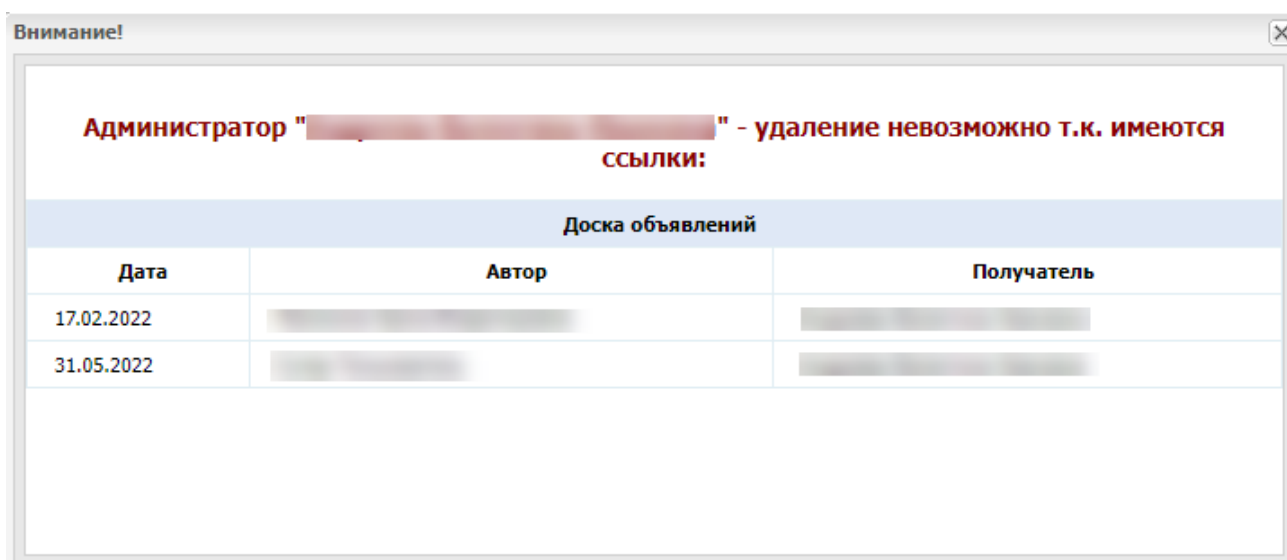 Внимание!
Администратор " " - удаление невозможно т.к. имеются
ссылки:
Доска объявлений
Дата Автор Получатель
17.02.2022
31.05.2022